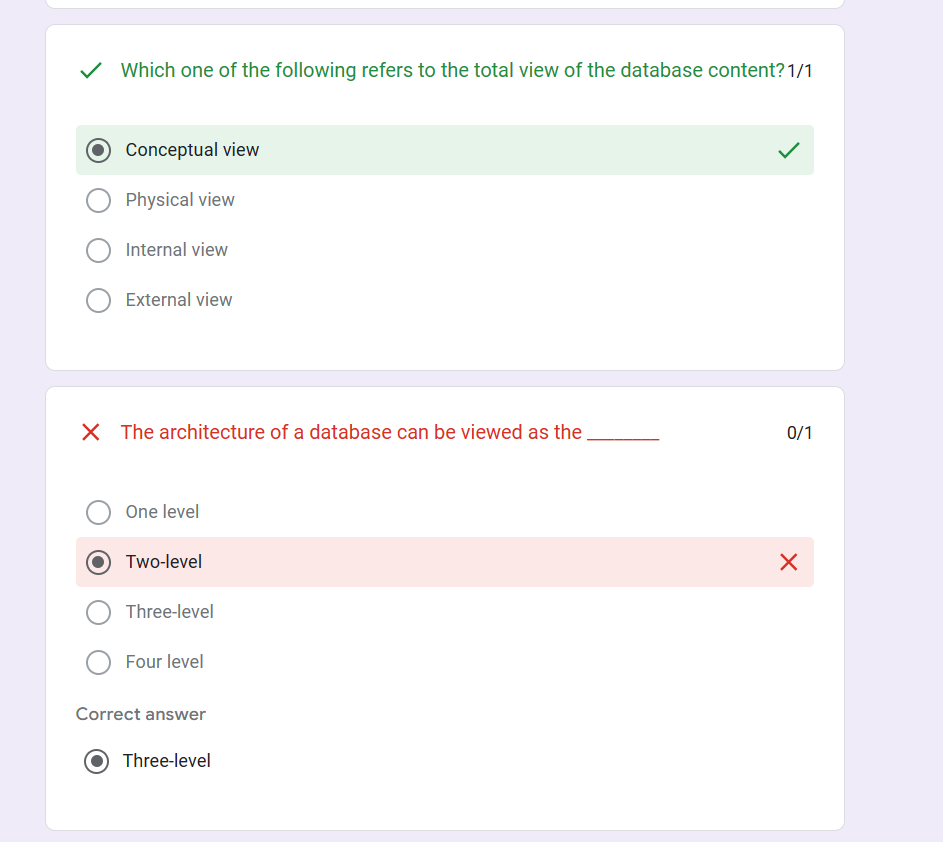 Which one of the following refers to the total view of the database content? 1/1
Conceptual view
Physical view
Internal view
External view
The architecture of a database can be viewed as the ________ 0/1
One level
Two-level
Three-level
Four level
Correct answer
Three-level